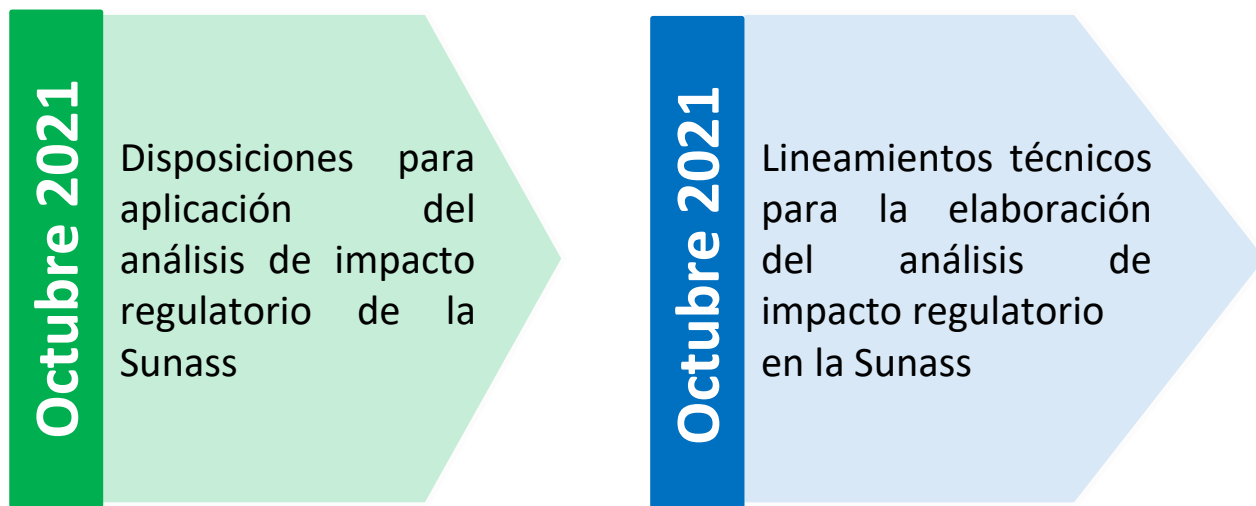 Octubre 2021
Disposiciones para
aplicación del
análisis de impacto
regulatorio de la
Sunass
Octubre 2021
Lineamientos técnicos
para la elaboración
del análisis de
impacto regulatorio
en la Sunass